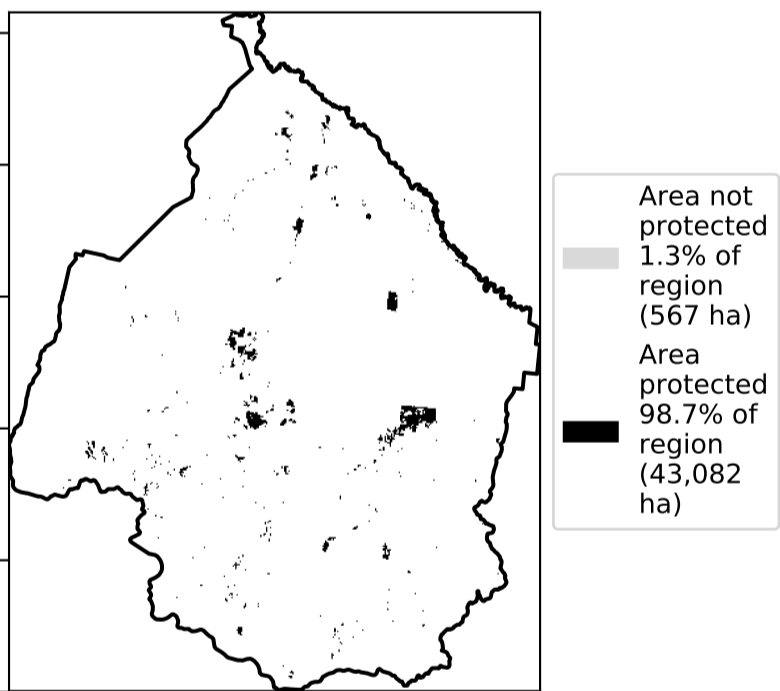 Area not
protected
1.3% of
region
(567 ha)
Area
protected
98.7% of
region
(43,082
ha)